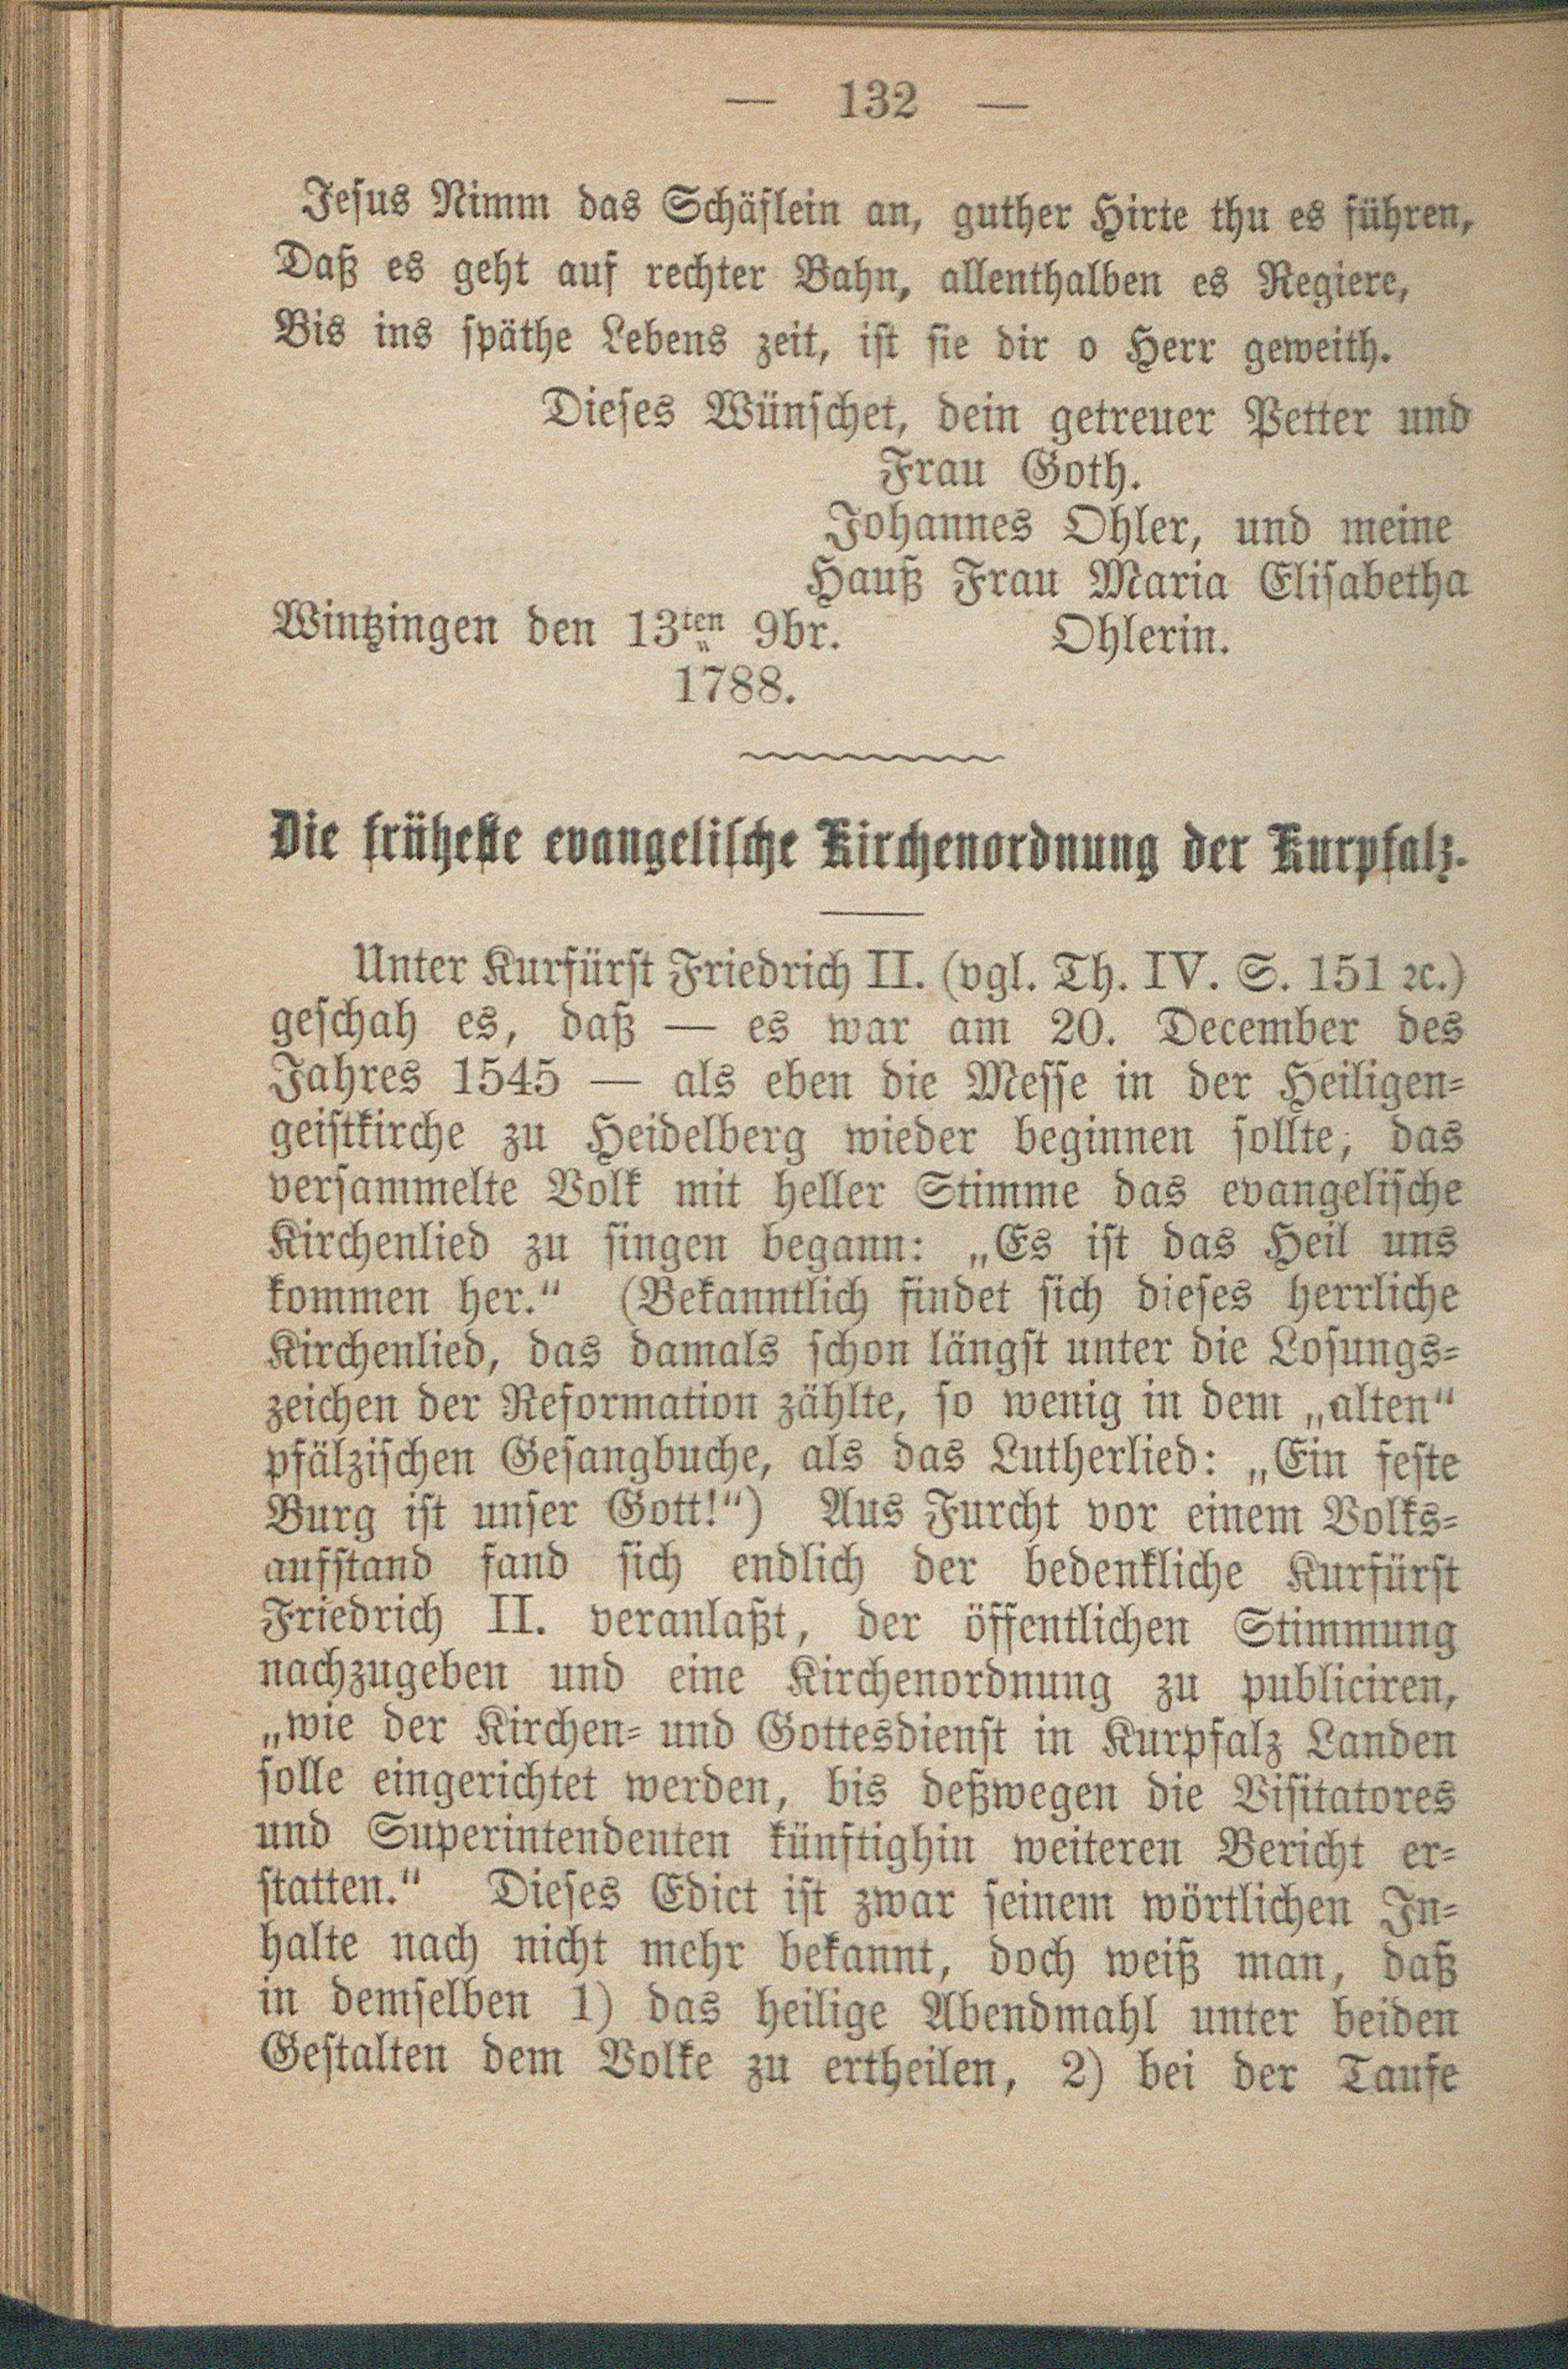 — 132 —
Jesus Nimm das Schäflein an, guther Hirte thu es führen,
Daß es geht auf rechter Bahn, allenthalben es Regiere,
Bis ins späthe Lebens zeit, ist sie dir o Herr geweith.
Dieses Wünschet, dein getreuer Petter und
Frau Goth.
Johannes Ohler, und meine
Hauß Frau Maria Elisabetha
Wintzingen den 13ten 9br. Ohlerin.
1788.
Die früheste evangelische Kirchenordnung der Kurpfalz.
Unter Kurfürst Friedrich II. (vgl. Th. IV. S. 151 ꝛc.)
geschah es, daß — es war am 20. December des
Jahres 1545 — als eben die Messe in der Heiligen-
geistkirche zu Heidelberg wieder beginnen sollte, das
versammelte Volk mit heller Stimme das evangelische
Kirchenlied zu singen begann: „Es ist das Heil uns
kommen her.“ (Bekanntlich findet sich dieses herrliche
Kirchenlied, das damals schon längst unter die Losungs-
zeichen der Reformation zählte, so wenig in dem „alten“
pfälzischen Gesangbuche, als das Lutherlied: „Ein feste
Burg ist unser Gott!“) Aus Furcht vor einem Volks-
aufstand fand sich endlich der bedenkliche Kurfürst
Friedrich II. veranlaßt, der öffentlichen Stimmung
nachzugeben und eine Kirchenordnung zu publiciren,
„wie der Kirchen- und Gottesdienst in Kurpfalz Landen
solle eingerichtet werden, bis deßwegen die Visitatores
und Superintendenten künftighin weiteren Bericht er-
statten.“ Dieses Edict ist zwar seinem wörtlichen In-
halte nach nicht mehr bekannt, doch weiß man, daß
in demselben 1) das heilige Abendmahl unter beiden
Gestalten dem Volke zu ertheilen, 2) bei der Taufe